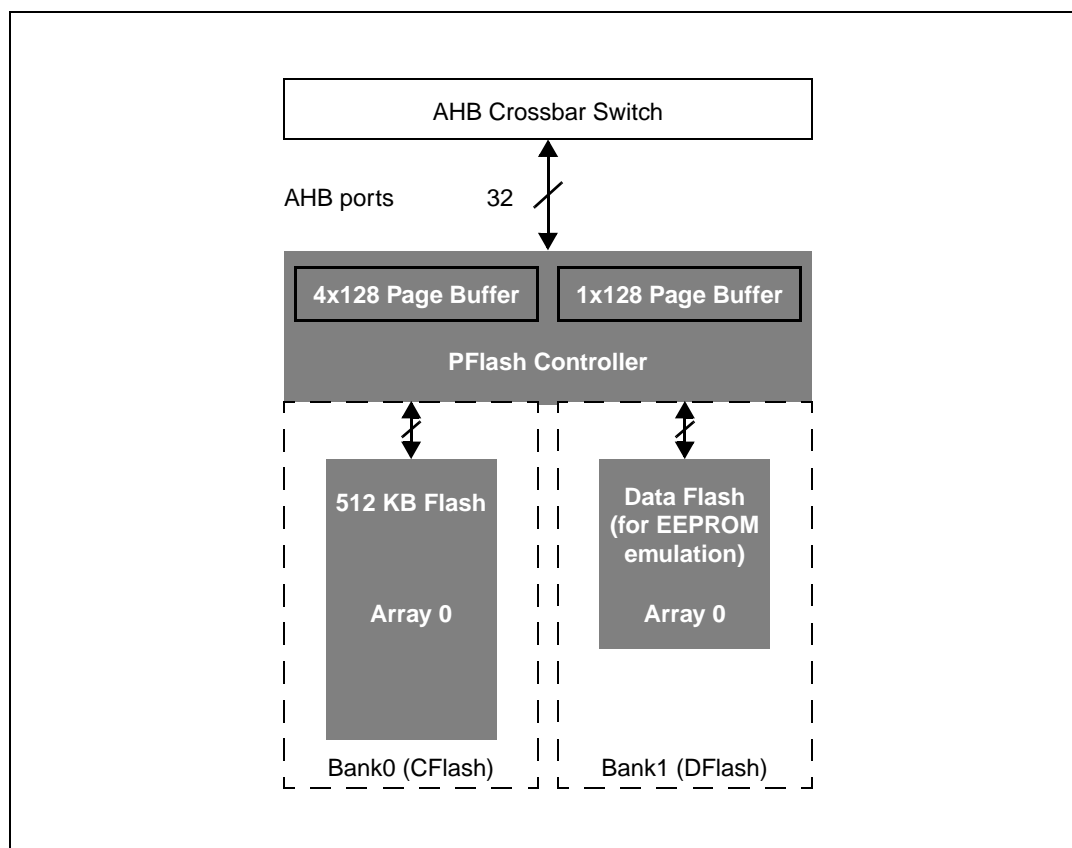 AHB Crossbar Switch
AHB ports
32
4x128 Page Buffer
1x128 Page Buffer
PFlash Controller
512 KB Flash
Array 0
Data Flash
(for EEPROM
emulation)
Array 0
Bank0 (CFlash)
Bank1 (DFlash)